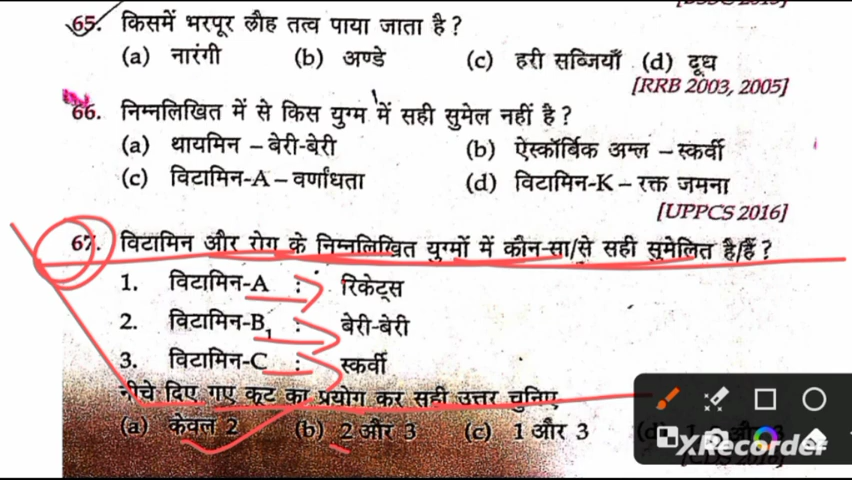 65. किसमें भरपूर लौह तत्व पाया जाता है ?
(a) नारंगी (b) अण्डे (c) हरी सब्जियाँ (d) दूध
[RRB 2003, 2005]
66. निम्नलिखित में से किस युग्म में सही सुमेल नहीं है ?
(a) थायमिन – बेरी-बेरी (b) ऐस्कॉर्बिक अम्ल – स्कर्वी
(c) विटामिन-A – वर्णांधता (d) विटामिन-K – रक्त जमना
[UPPCS 2016]
67. विटामिन और रोग के निम्नलिखित युग्मों में कौन-सा/से सही सुमेलित है/हैं ?
1. विटामिन-A : रिकेट्स
2. विटामिन-B₁ : बेरी-बेरी
3. विटामिन-C : स्कर्वी
नीचे दिए गए कूट का प्रयोग कर सही उत्तर चुनिए
(a) केवल 2 (b) 2 और 3 (c) 1 और 3
XRecorder